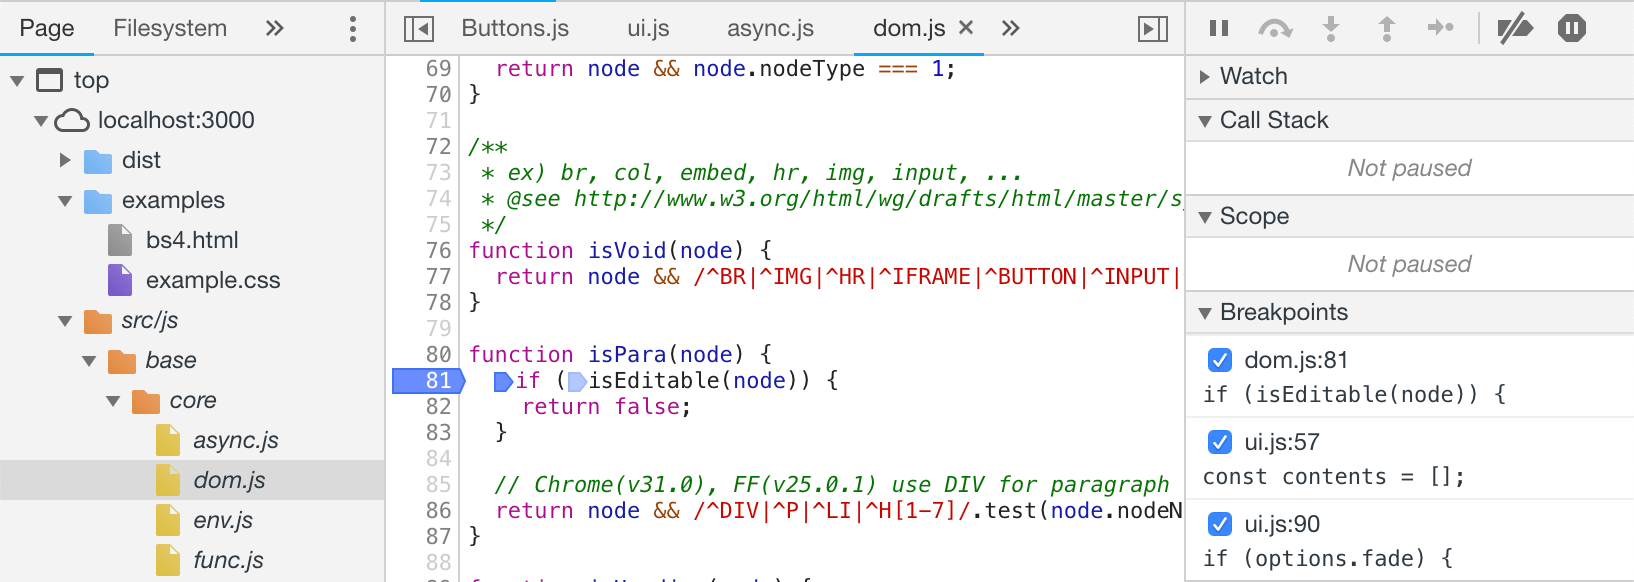 Page Filesystem »
top
localhost:3000
dist
examples
bs4.html
example.css
src/js
base
core
async.js
dom.js
env.js
func.js
Buttons.js ui.js async.js dom.js × »
69 return node && node.nodeType === 1;
70 }
71
72 /**
73 * ex) br, col, embed, hr, img, input, ...
74 * @see http://www.w3.org/html/wg/drafts/html/master/s
75 */
76 function isVoid(node) {
77 return node && /^BR|^IMG|^HR|^IFRAME|^BUTTON|^INPUT|
78 }
79
80 function isPara(node) {
81 if (isEditable(node)) {
82 return false;
83 }
84
85 // Chrome(v31.0), FF(v25.0.1) use DIV for paragraph
86 return node && /^DIV|^P|^LI|^H[1-7]/.test(node.nodeN
87 }
88
Watch
Call Stack
Not paused
Scope
Not paused
Breakpoints
dom.js:81
if (isEditable(node)) {
ui.js:57
const contents = [];
ui.js:90
if (options.fade) {